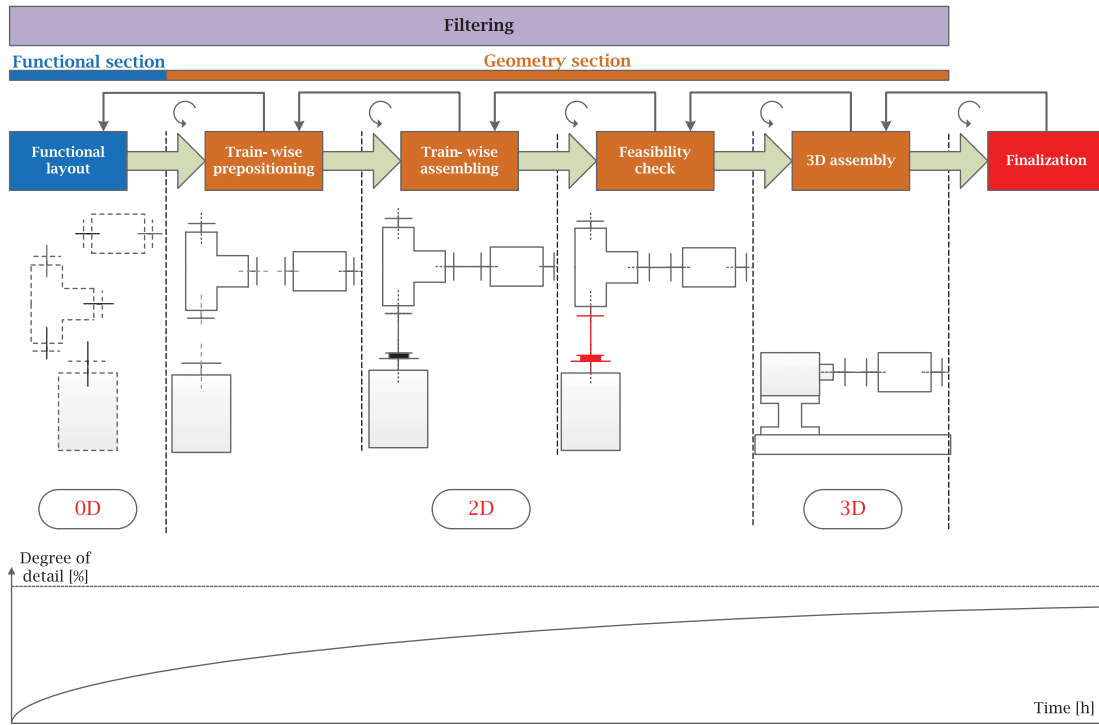 Filtering
Functional section
Geometry section
Functional
layout
Train- wise
prepositioning
Train- wise
assembling
Feasibility
check
3D assembly
Finalization
0D
2D
3D
Degree of
detail [%]
Time [h]